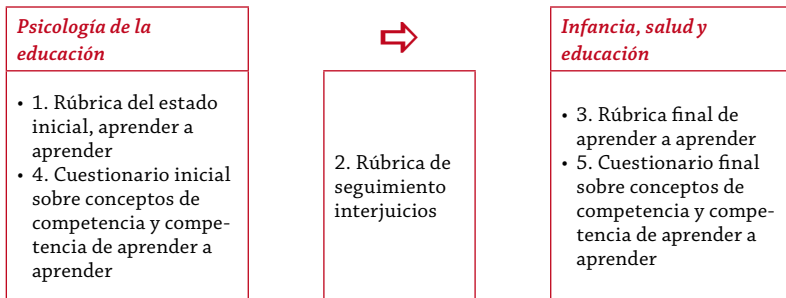 Psicología de la
educación
• 1. Rúbrica del estado
inicial, aprender a
aprender
• 4. Cuestionario inicial
sobre conceptos de
competencia y compe-
tencia de aprender a
aprender
2. Rúbrica de
seguimiento
interjuicios
Infancia, salud y
educación
• 3. Rúbrica final de
aprender a aprender
• 5. Cuestionario final
sobre conceptos de
competencia y compe-
tencia de aprender a
aprender